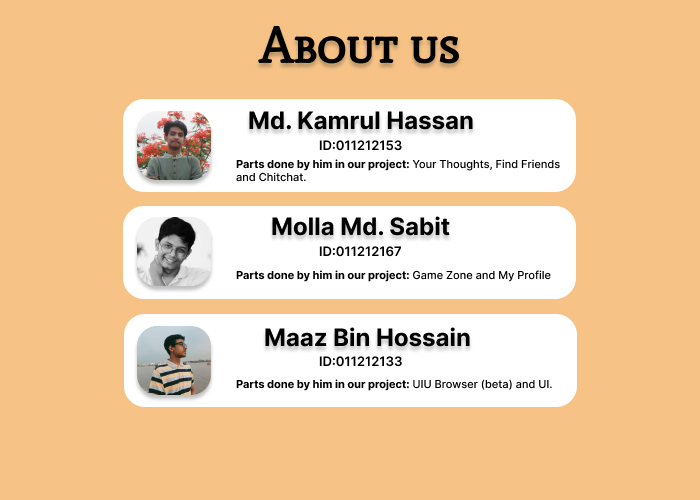 About us
Md. Kamrul Hassan
ID:011212153
Parts done by him in our project: Your Thoughts, Find Friends
and Chitchat.
Molla Md. Sabit
ID:011212167
Parts done by him in our project: Game Zone and My Profile
Maaz Bin Hossain
ID:011212133
Parts done by him in our project: UIU Browser (beta) and UI.